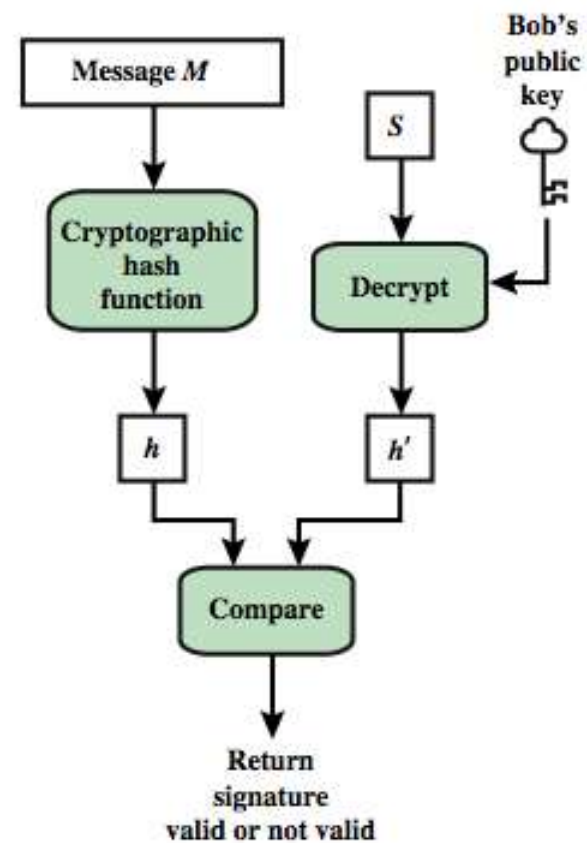 Message M
Bob's
public
key
S
Cryptographic
hash
function
Decrypt
h
h'
Compare
Return
signature
valid or not valid